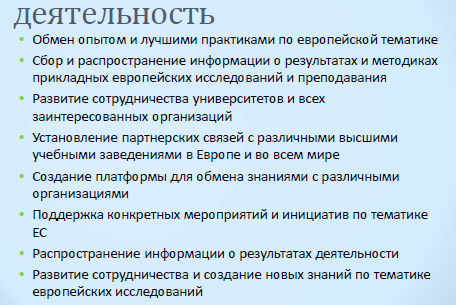 деятельность
• Обмен опытом и лучшими практиками по европейской тематике
• Сбор и распространение информации о результатах и методиках
прикладных европейских исследований и преподавания
• Развитие сотрудничества университетов и всех
заинтересованных организаций
• Установление партнерских связей с различными высшими
учебными заведениями в Европе и во всем мире
• Создание платформы для обмена знаниями с различными
организациями
• Поддержка конкретных мероприятий и инициатив по тематике
ЕС
• Распространение информации о результатах деятельности
• Развитие сотрудничества и создание новых знаний по тематике
европейских исследований